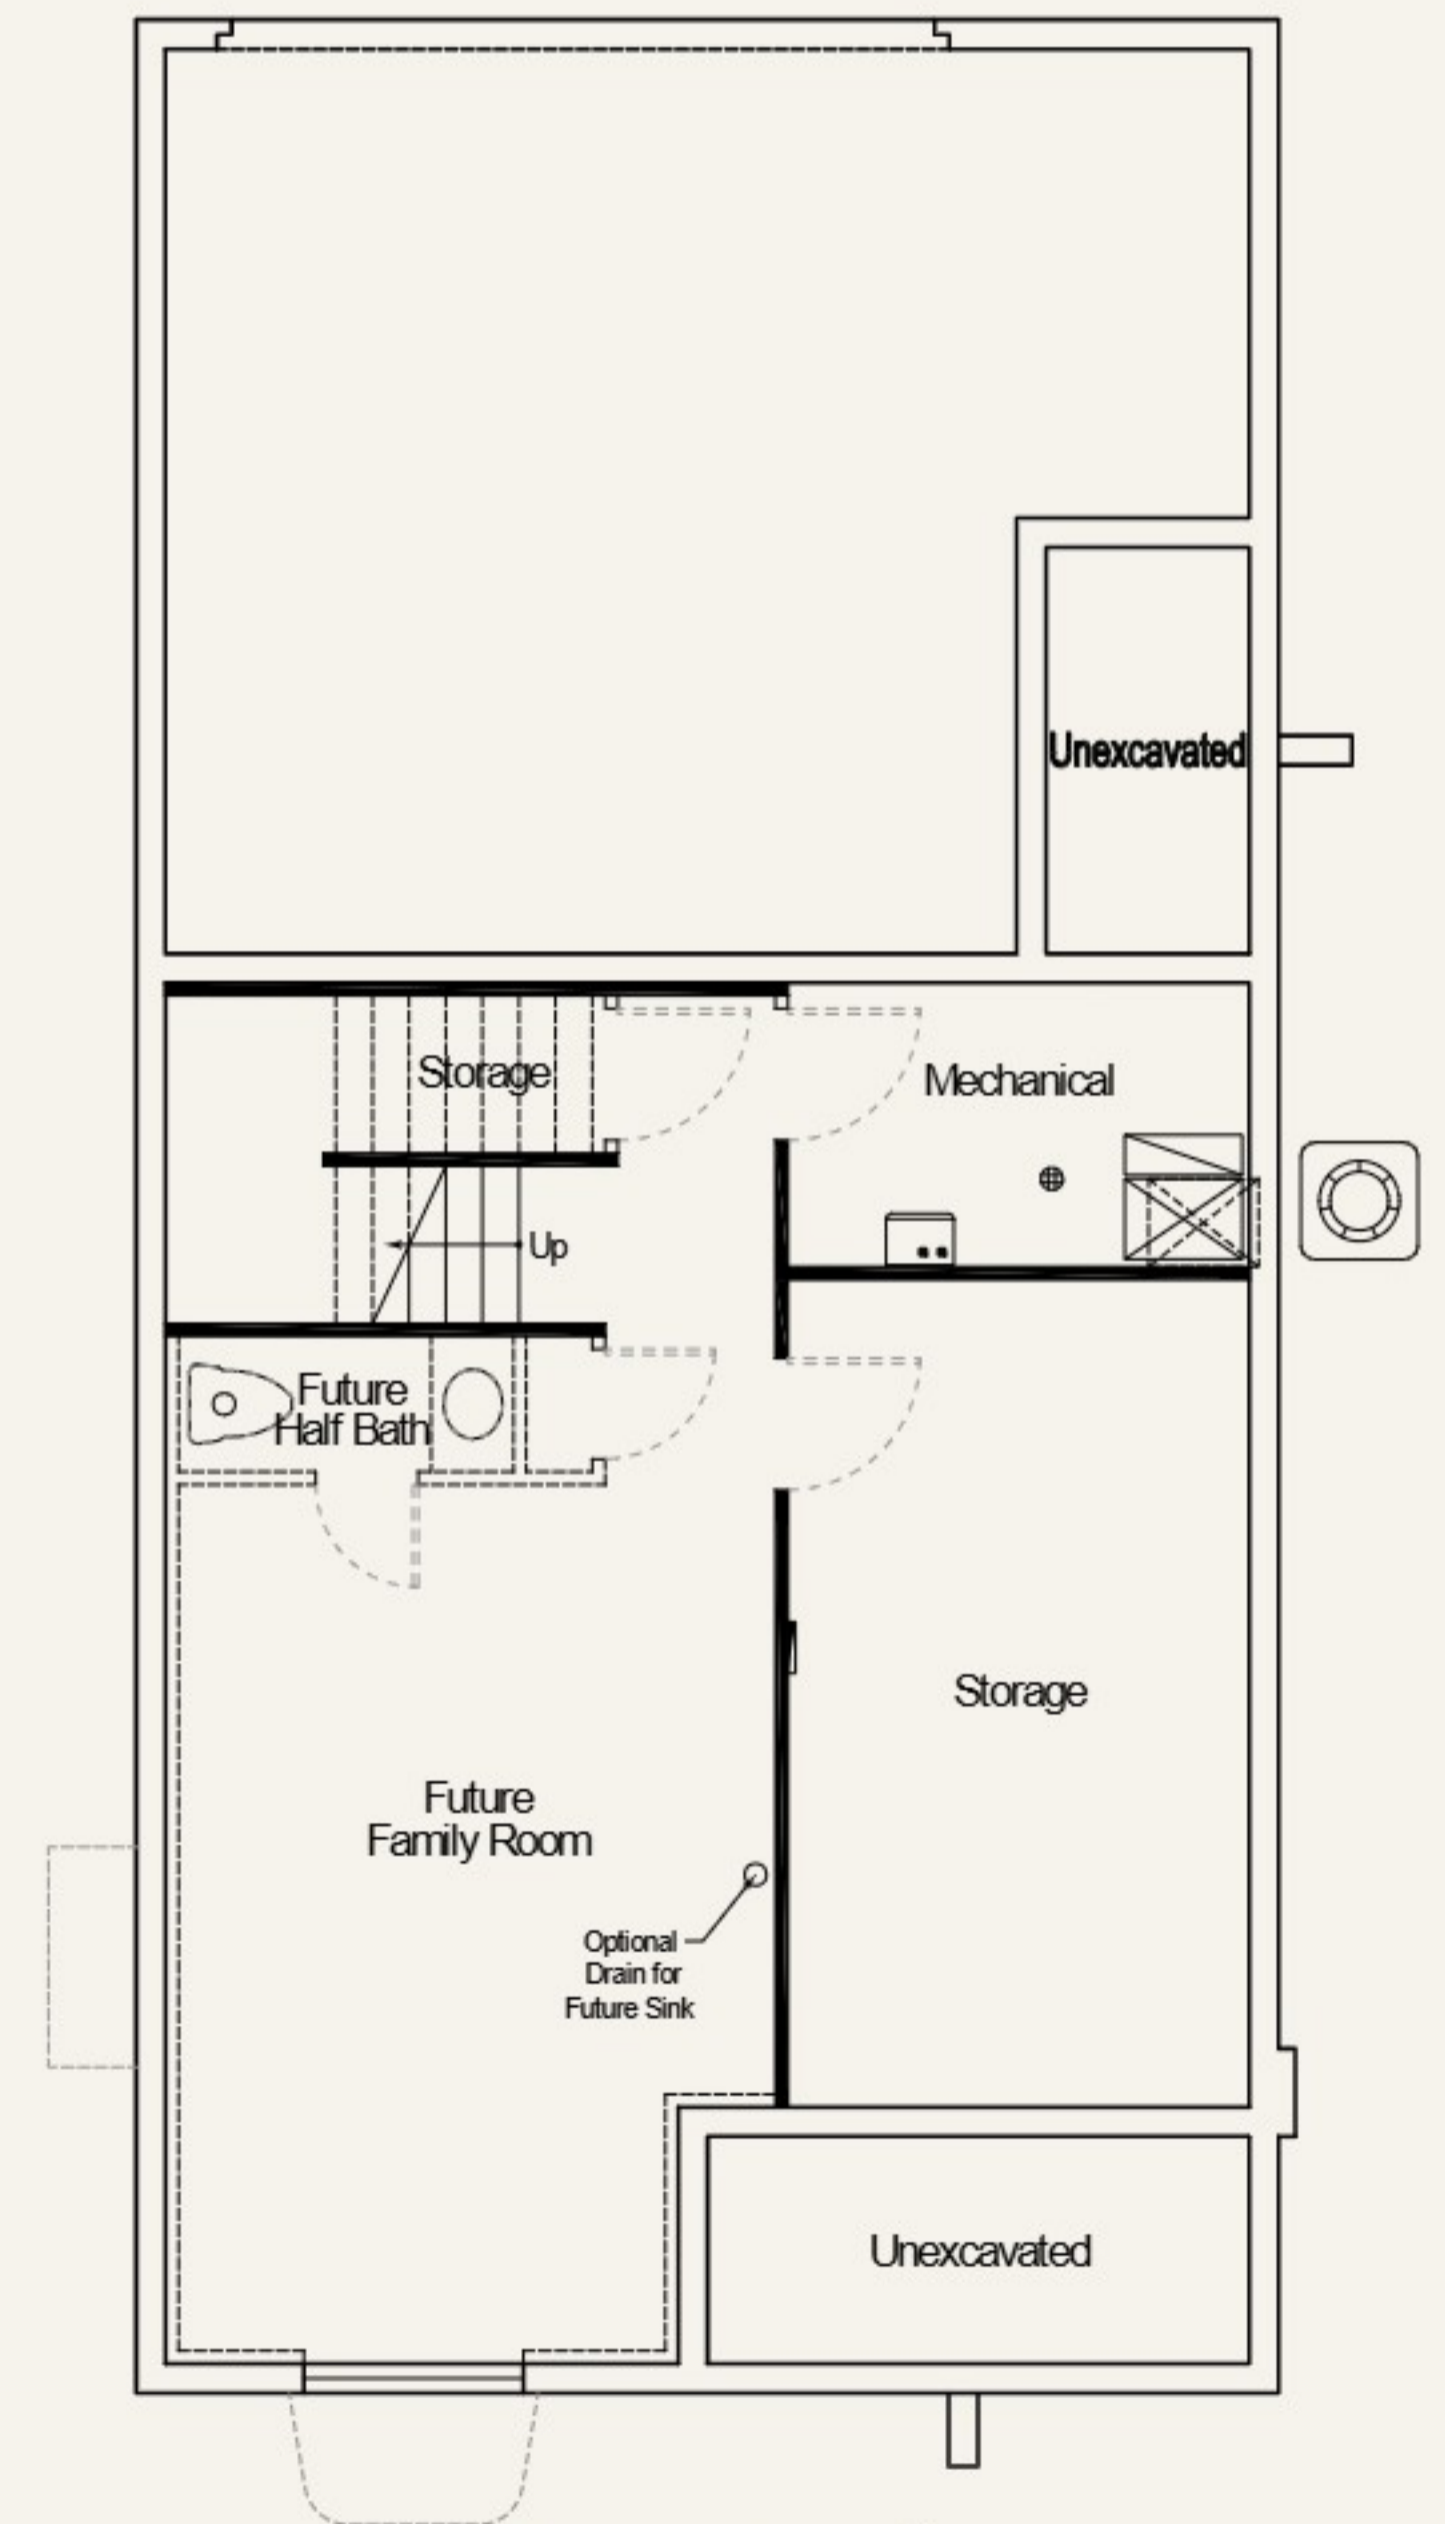 Unexcavated
Storage
Mechanical
Up
Future
Half Bath
Storage
Future
Family Room
Optional
Drain for
Future Sink
Unexcavated